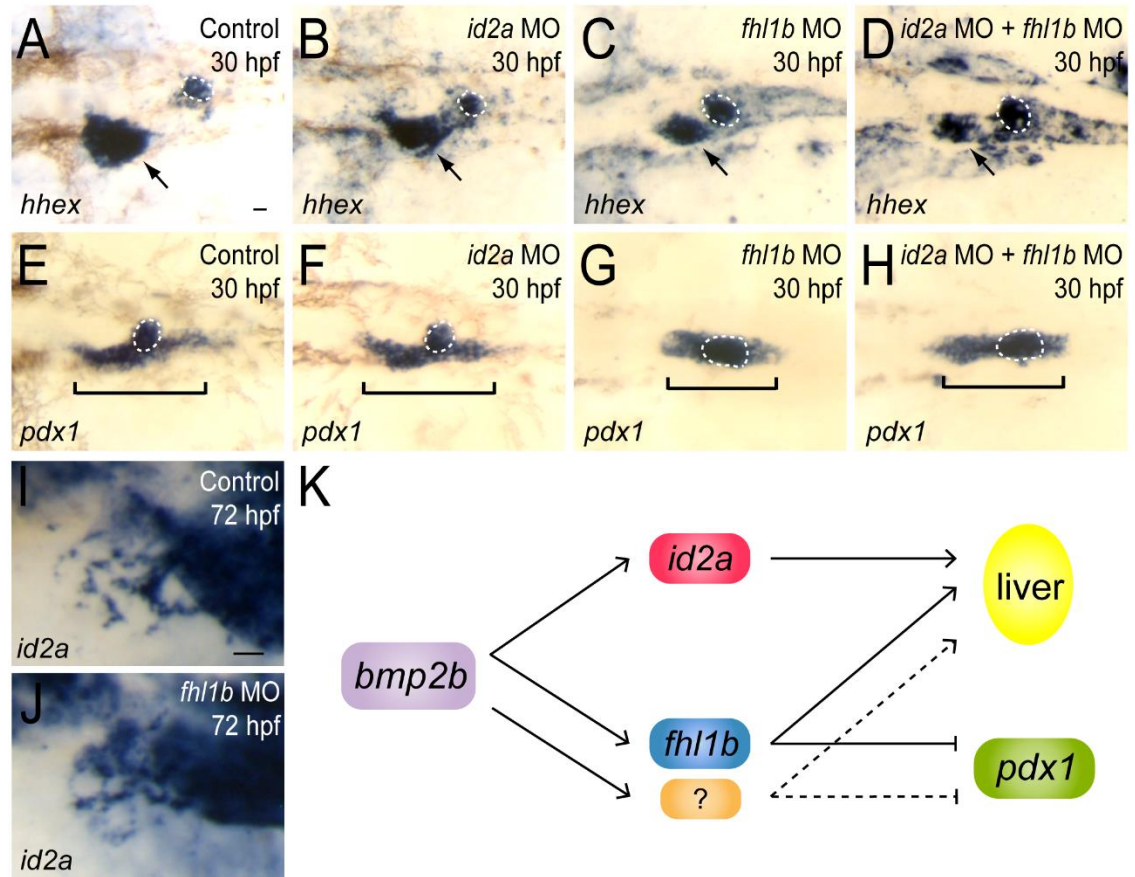 A
Control
30 hpf
hhex
B
id2a MO
30 hpf
hhex
C
fhl1b MO
30 hpf
hhex
D
id2a MO + fhl1b MO
30 hpf
hhex
E
Control
30 hpf
pdx1
F
id2a MO
30 hpf
pdx1
G
fhl1b MO
30 hpf
pdx1
H
id2a MO + fhl1b MO
30 hpf
pdx1
I
Control
72 hpf
id2a
J
fhl1b MO
72 hpf
id2a
K
id2a
liver
bmp2b
fhl1b
?
pdx1